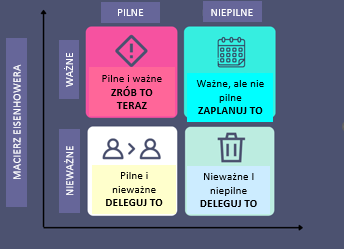 PILNE
NIEPILNE
MACIERZ EISENHOWERA
WAŻNE
Pilne i ważne
ZRÓB TO
TERAZ
Ważne, ale nie
pilne
ZAPLANUJ TO
NIEWAŻNE
Pilne i
nieważne
DELEGUJ TO
Nieważne I
niepilne
DELEGUJ TO